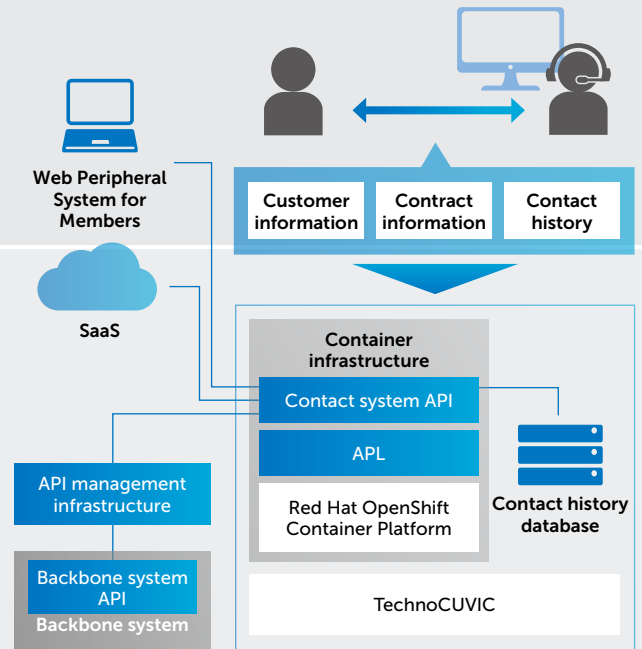 Web Peripheral
System for
Members
Customer
information
Contract
information
Contact
history
SaaS
Container
infrastructure
Contact system API
APL
Red Hat OpenShift
Container Platform
Contact history
database
API management
infrastructure
Backbone system
API
Backbone system
TechnoCUVIC